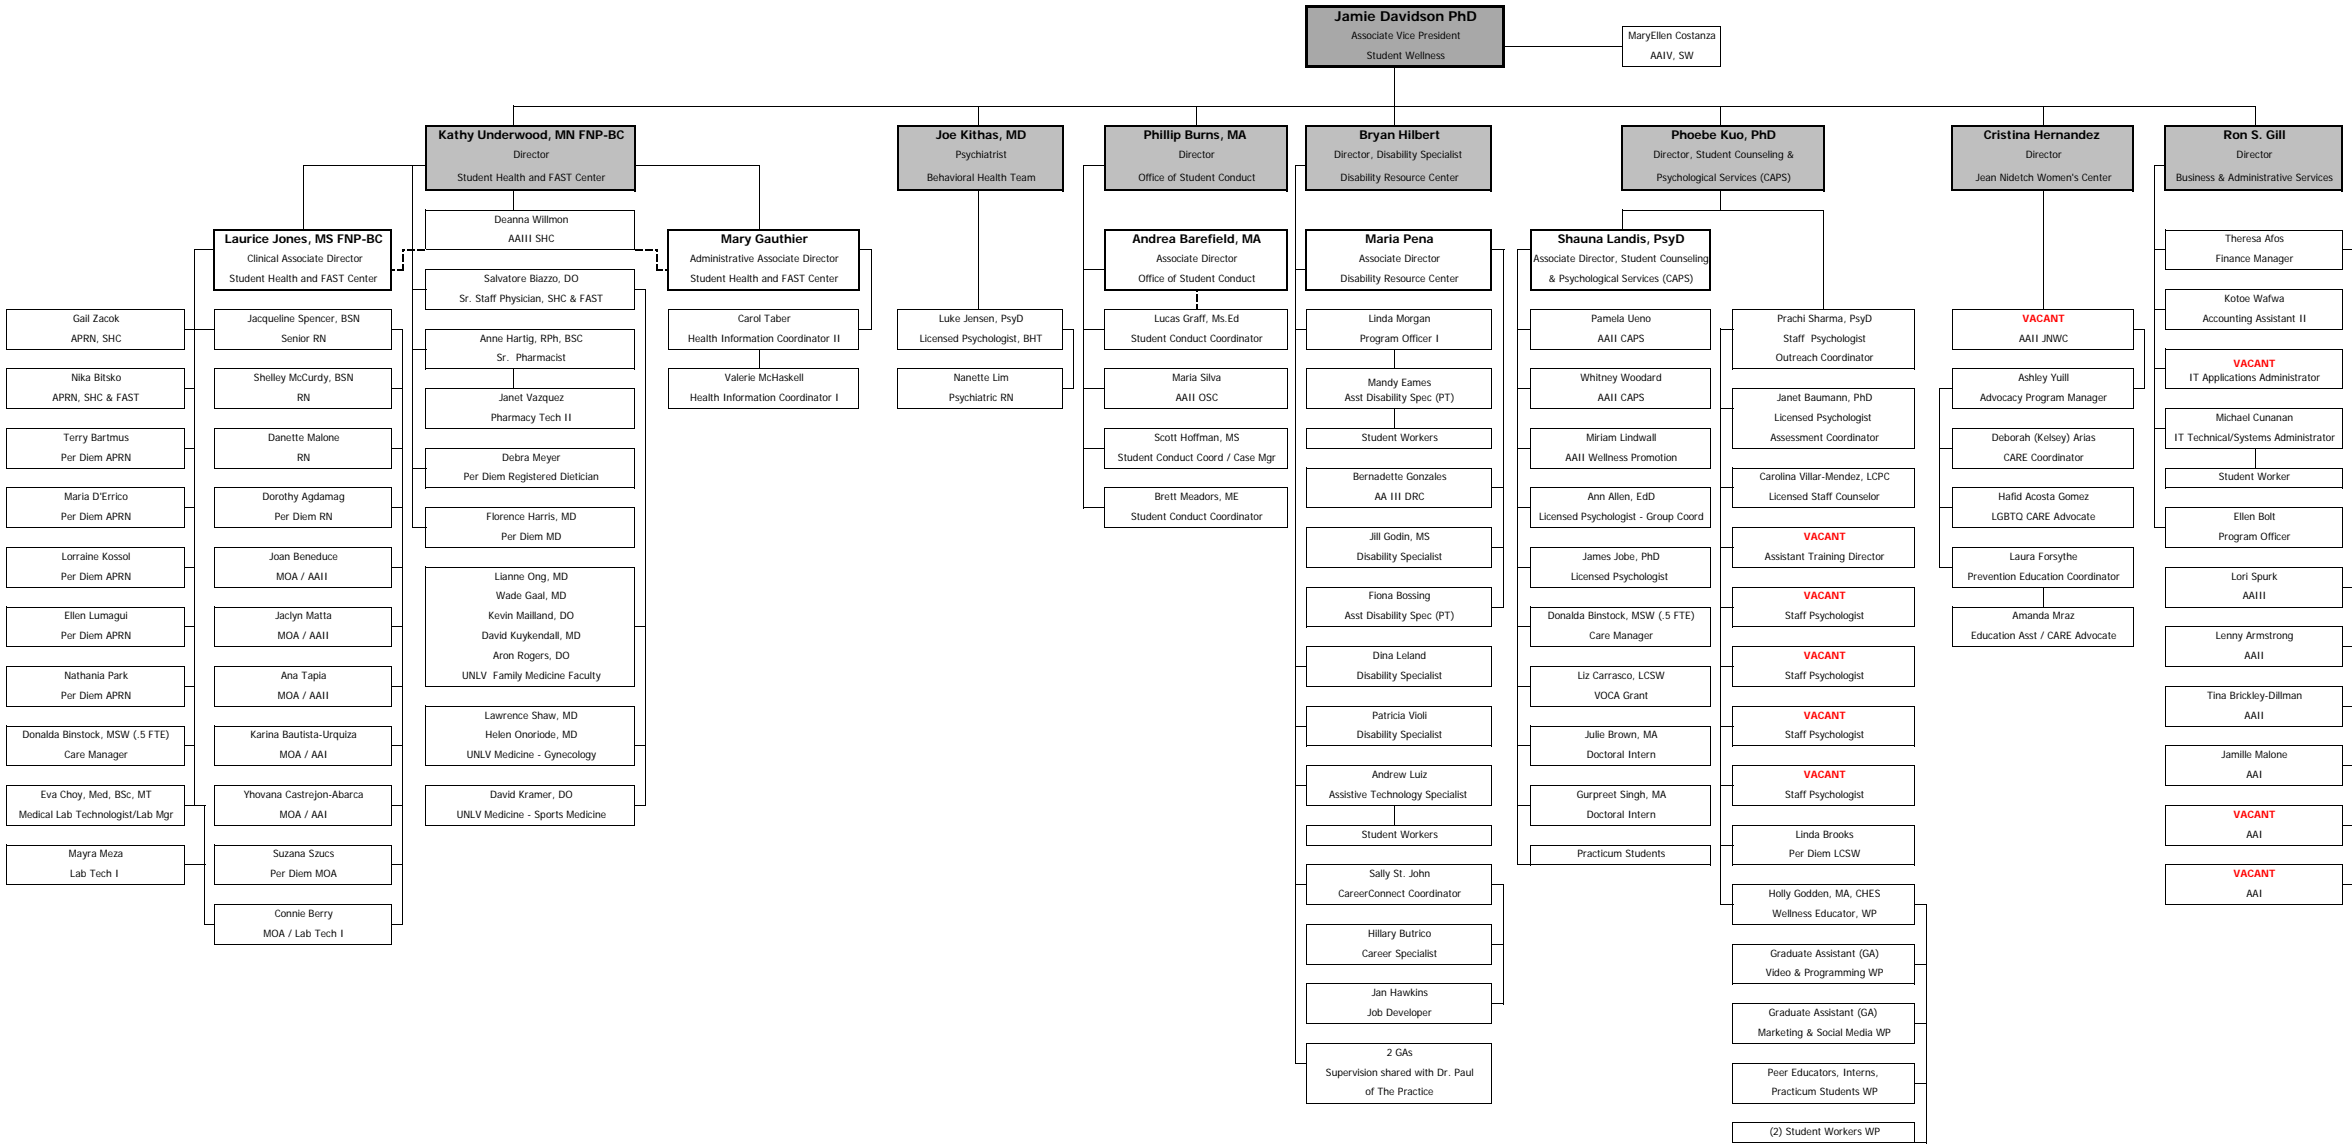 Jamie Davidson PhD
Associate Vice President
Student Wellness
MaryEllen Costanza
AAIV, SW
Kathy Underwood, MN FNP-BC
Director
Student Health and FAST Center
Joe Kithas, MD
Psychiatrist
Behavioral Health Team
Phillip Burns, MA
Director
Office of Student Conduct
Bryan Hilbert
Director, Disability Specialist
Disability Resource Center
Phoebe Kuo, PhD
Director, Student Counseling &
Psychological Services (CAPS)
Cristina Hernandez
Director
Jean Nidetch Women's Center
Ron S. Gill
Director
Business & Administrative Services
Laurice Jones, MS FNP-BC
Clinical Associate Director
Student Health and FAST Center
Gail Zacok
APRN, SHC
Nika Bitsko
APRN, SHC & FAST
Terry Bartmus
Per Diem APRN
Maria D'Errico
Per Diem APRN
Lorraine Kossol
Per Diem APRN
Ellen Lumagui
Per Diem APRN
Nathania Park
Per Diem APRN
Donalda Binstock, MSW (.5 FTE)
Care Manager
Eva Choy, Med, BSc, MT
Medical Lab Technologist/Lab Mgr
Mayra Meza
Lab Tech I
Jacqueline Spencer, BSN
Senior RN
Shelley McCurdy, BSN
RN
Danette Malone
RN
Dorothy Agdamag
Per Diem RN
Joan Beneduce
MOA / AAII
Jaclyn Matta
MOA / AAII
Ana Tapia
MOA / AAII
Karina Bautista-Urquiza
MOA / AAI
Yhovana Castrejon-Abarca
MOA / AAI
Suzana Szucs
Per Diem MOA
Connie Berry
MOA / Lab Tech I
Deanna Willmon
AAIII SHC
Salvatore Biazzo, DO
Sr. Staff Physician, SHC & FAST
Anne Hartig, RPh, BSC
Sr. Pharmacist
Janet Vazquez
Pharmacy Tech II
Debra Meyer
Per Diem Registered Dietician
Florence Harris, MD
Per Diem MD
Lianne Ong, MD
Wade Gaal, MD
Kevin Mailland, DO
David Kuykendall, MD
Aron Rogers, DO
UNLV Family Medicine Faculty
Lawrence Shaw, MD
Helen Onoriode, MD
UNLV Medicine - Gynecology
David Kramer, DO
UNLV Medicine - Sports Medicine
Mary Gauthier
Administrative Associate Director
Student Health and FAST Center
Carol Taber
Health Information Coordinator II
Valerie McHaskell
Health Information Coordinator I
Luke Jensen, PsyD
Licensed Psychologist, BHT
Nanette Lim
Psychiatric RN
Andrea Barefield, MA
Associate Director
Office of Student Conduct
Lucas Graff, Ms.Ed
Student Conduct Coordinator
Maria Silva
AAII OSC
Scott Hoffman, MS
Student Conduct Coord / Case Mgr
Brett Meadors, ME
Student Conduct Coordinator
Maria Pena
Associate Director
Disability Resource Center
Linda Morgan
Program Officer I
Mandy Eames
Asst Disability Spec (PT)
Student Workers
Bernadette Gonzales
AA III DRC
Jill Godin, MS
Disability Specialist
Fiona Bossing
Asst Disability Spec (PT)
Dina Leland
Disability Specialist
Patricia Violi
Disability Specialist
Andrew Luiz
Assistive Technology Specialist
Student Workers
Sally St. John
CareerConnect Coordinator
Hillary Butrico
Career Specialist
Jan Hawkins
Job Developer
2 GAs
Supervision shared with Dr. Paul
of The Practice
Shauna Landis, PsyD
Associate Director, Student Counseling
& Psychological Services (CAPS)
Pamela Ueno
AAII CAPS
Whitney Woodard
AAII CAPS
Miriam Lindwall
AAII Wellness Promotion
Ann Allen, EdD
Licensed Psychologist - Group Coord
James Jobe, PhD
Licensed Psychologist
Donalda Binstock, MSW (.5 FTE)
Care Manager
Liz Carrasco, LCSW
VOCA Grant
Julie Brown, MA
Doctoral Intern
Gurpreet Singh, MA
Doctoral Intern
Practicum Students
Prachi Sharma, PsyD
Staff Psychologist
Outreach Coordinator
Janet Baumann, PhD
Licensed Psychologist
Assessment Coordinator
Carolina Villar-Mendez, LCPC
Licensed Staff Counselor
VACANT
Assistant Training Director
VACANT
Staff Psychologist
VACANT
Staff Psychologist
VACANT
Staff Psychologist
VACANT
Staff Psychologist
Linda Brooks
Per Diem LCSW
Holly Godden, MA, CHES
Wellness Educator, WP
Graduate Assistant (GA)
Video & Programming WP
Graduate Assistant (GA)
Marketing & Social Media WP
Peer Educators, Interns,
Practicum Students WP
(2) Student Workers WP
VACANT
AAII JNWC
Ashley Yuill
Advocacy Program Manager
Deborah (Kelsey) Arias
CARE Coordinator
Hafid Acosta Gomez
LGBTQ CARE Advocate
Laura Forsythe
Prevention Education Coordinator
Amanda Mraz
Education Asst / CARE Advocate
Theresa Afos
Finance Manager
Kotoe Wafwa
Accounting Assistant II
VACANT
IT Applications Administrator
Michael Cunanan
IT Technical/Systems Administrator
Student Worker
Ellen Bolt
Program Officer
Lori Spurk
AAIII
Lenny Armstrong
AAII
Tina Brickley-Dillman
AAII
Jamille Malone
AAI
VACANT
AAI
VACANT
AAI